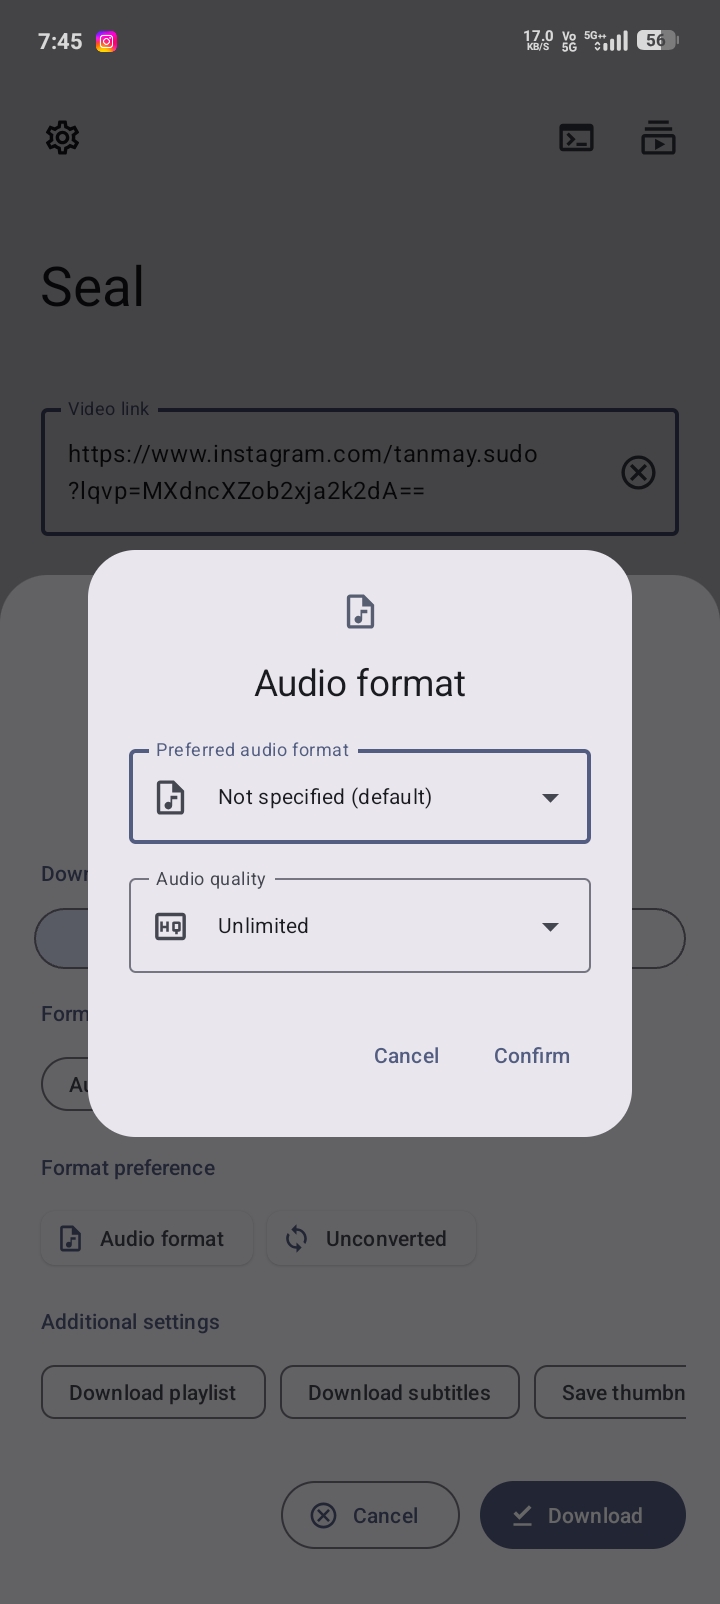 7:45
17.0
KB/S
Vo
5G
5G++
56
Seal
Video link
https://www.instagram.com/tanmay.sudo
?lqvp=MXdncXZob2xja2k2dA==
Audio format
Preferred audio format
Not specified (default)
Audio quality
HQ
Unlimited
Cancel
Confirm
Format preference
Audio format
Unconverted
Additional settings
Download playlist
Download subtitles
Save thumbn
Cancel
Download